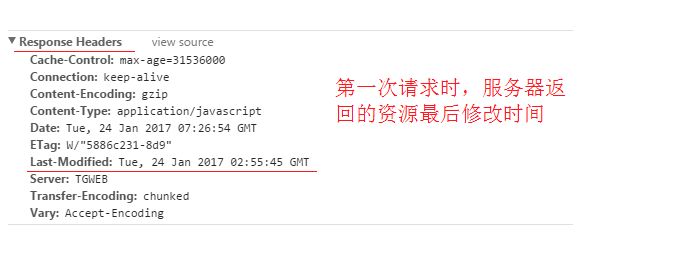 Response Headers view source
Cache-Control: max-age=31536000
Connection: keep-alive
Content-Encoding: gzip
Content-Type: application/javascript
Date: Tue, 24 Jan 2017 07:26:54 GMT
ETag: W/"5886c231-8d9"
Last-Modified: Tue, 24 Jan 2017 02:55:45 GMT
Server: TGWEB
Transfer-Encoding: chunked
Vary: Accept-Encoding
第一次请求时，服务器返
回的资源最后修改时间